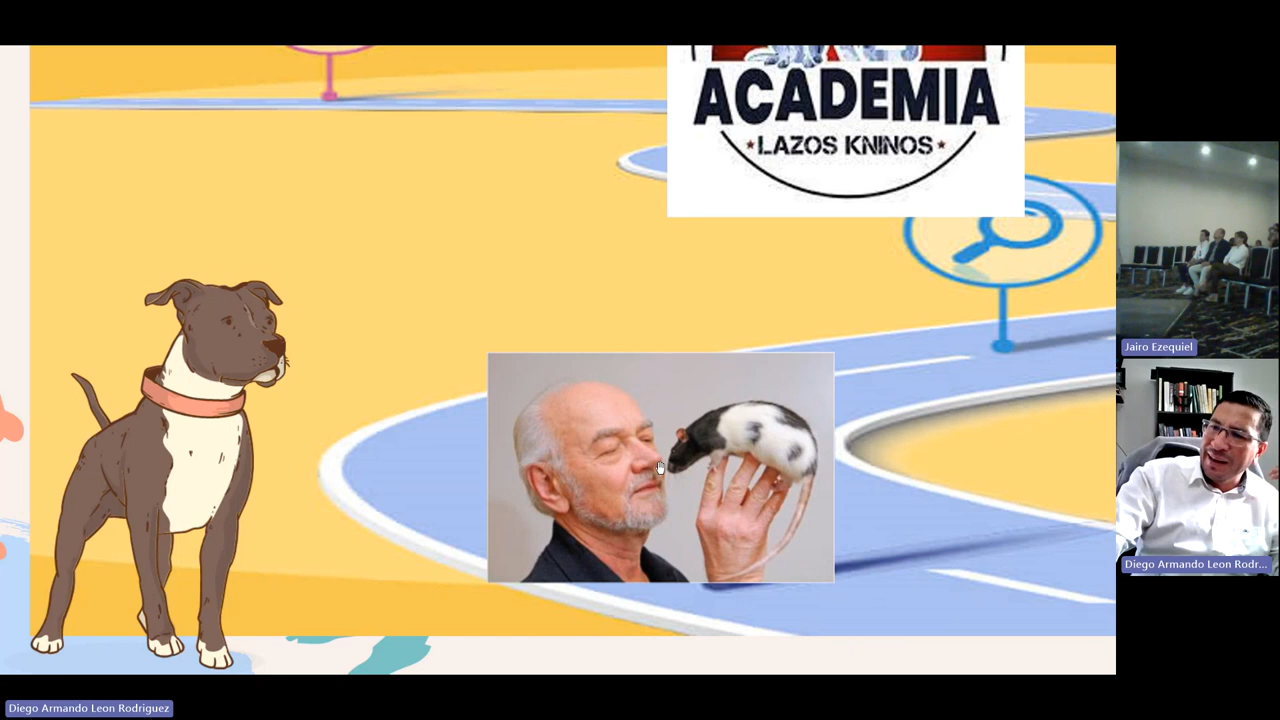 ACADEMIA
LAZOS KNINOS
Jairo Ezequiel
Diego Armando Leon Rodr...
Diego Armando Leon Rodriguez